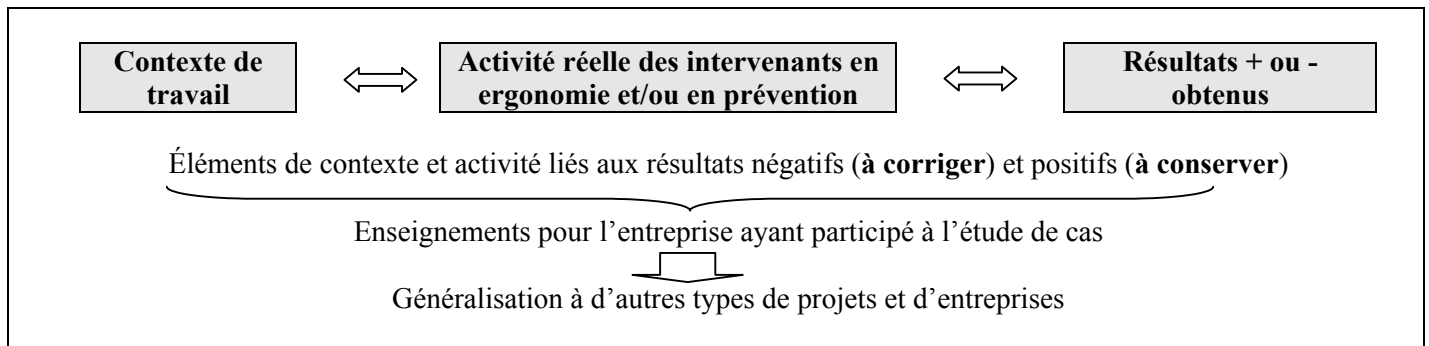 Contexte de
travail
Activité réelle des intervenants en
ergonomie et/ou en prévention
Résultats + ou -
obtenus
Éléments de contexte et activité liés aux résultats négatifs (à corriger) et positifs (à conserver)
Enseignements pour l’entreprise ayant participé à l’étude de cas
Généralisation à d’autres types de projets et d’entreprises